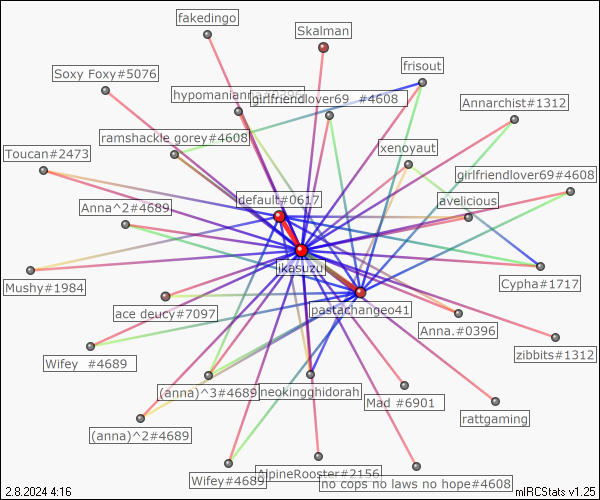 fakedingo
Skalman
frisout
Soxy Foxy#5076
hypomanianna#0396
girlfriendlover69 #4608
Annarchist#1312
ramshackle gorey#4608
xenoyaut
Toucan#2473
girlfriendlover69#4608
default#0617
avelicious
Anna^2#4689
ikasuzu
Mushy#1984
Cypha#1717
ace deucy#7097
pastachangeo41
Anna.#0396
zibbits#1312
Wifey #4689
(anna)^3#4689
neokingghidorah
Mad #6901
rattgaming
(anna)^2#4689
Wifey#4689
AlpineRooster#2156
no cops no laws no hope#4608
2.8.2024 4:16
mIRCStats v1.25